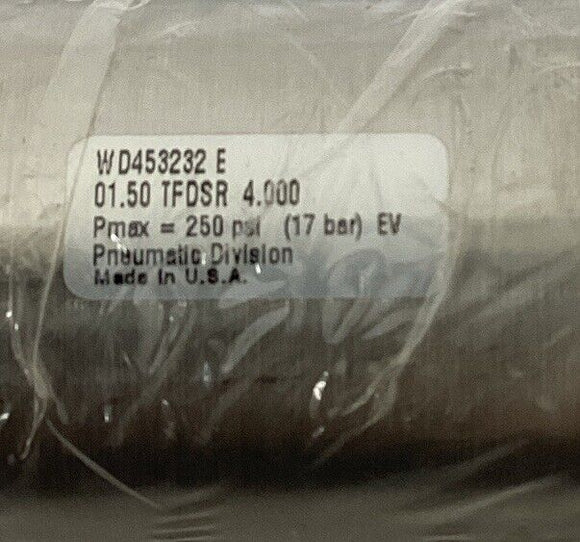 WD453232 E
01.50 TFDSR 4.000
Pmax = 250 psi (17 bar) EV
Pneumatic Division
Made In U.S.A.